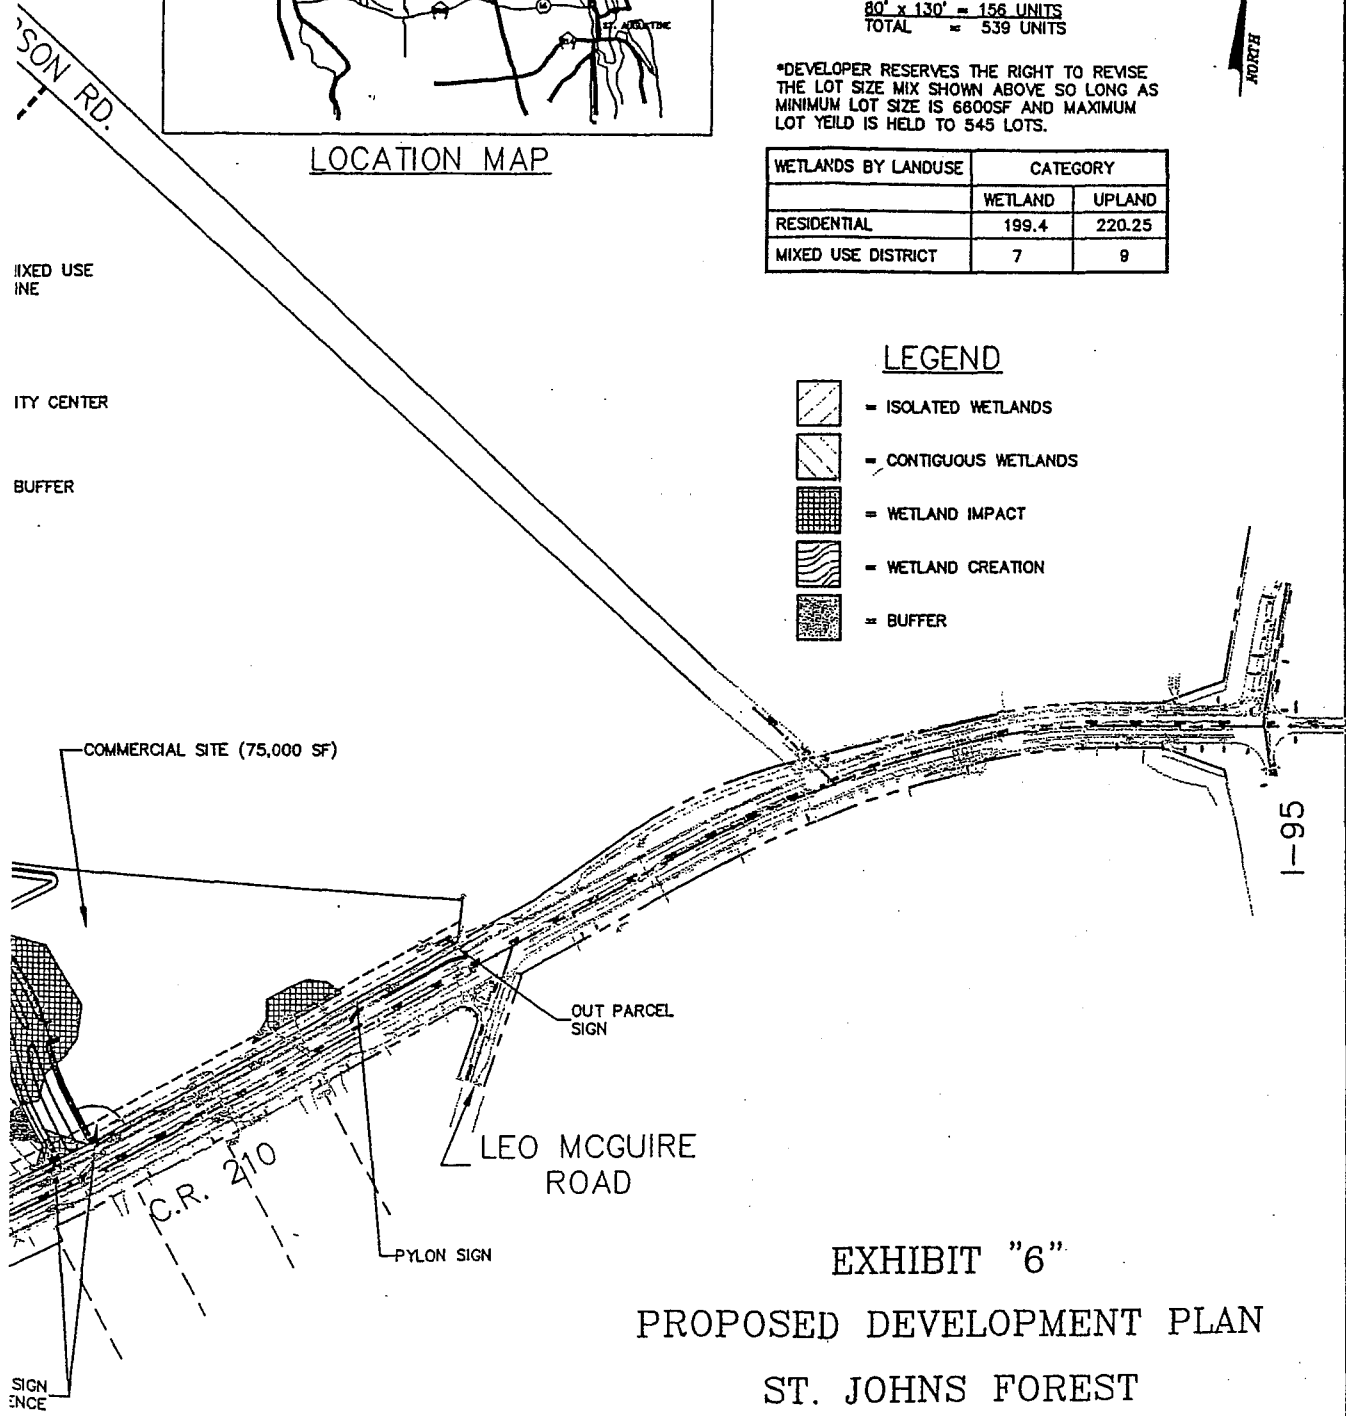 80' x 130' = 156 UNITS
TOTAL = 539 UNITS
NORTH
*DEVELOPER RESERVES THE RIGHT TO REVISE
THE LOT SIZE MIX SHOWN ABOVE SO LONG AS
MINIMUM LOT SIZE IS 6600SF AND MAXIMUM
LOT YEILD IS HELD TO 545 LOTS.
SON RD.
ST. AUGUSTINE
LOCATION MAP
WETLANDS BY LANDUSE CATEGORY
WETLAND UPLAND
RESIDENTIAL 199.4 220.25
MIXED USE DISTRICT 7 9
IXED USE
INE
ITY CENTER
BUFFER
LEGEND
= ISOLATED WETLANDS
= CONTIGUOUS WETLANDS
= WETLAND IMPACT
= WETLAND CREATION
= BUFFER
COMMERCIAL SITE (75,000 SF)
I-95
OUT PARCEL
SIGN
LEO MCGUIRE
ROAD
C.R. 210
PYLON SIGN
SIGN
ENCE
EXHIBIT "6"
PROPOSED DEVELOPMENT PLAN
ST. JOHNS FOREST